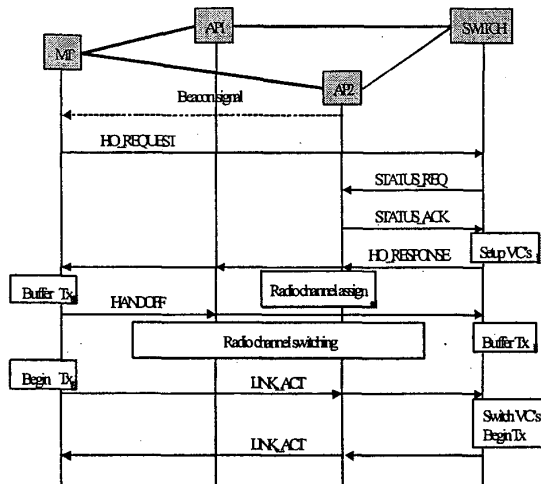 AP1
SWITCH
MT
AP2
Beacon signal
HO_REQUEST
STATUS_REQ
STATUS_ACK
Setup VC's
HO_RESPONSE
Buffer Tx
Radio channel assign
HANDOFF
Radio channel switching
Buffer Tx
Begin Tx
LINK_ACT
Switch VC's
Begin Tx
LINK_ACT